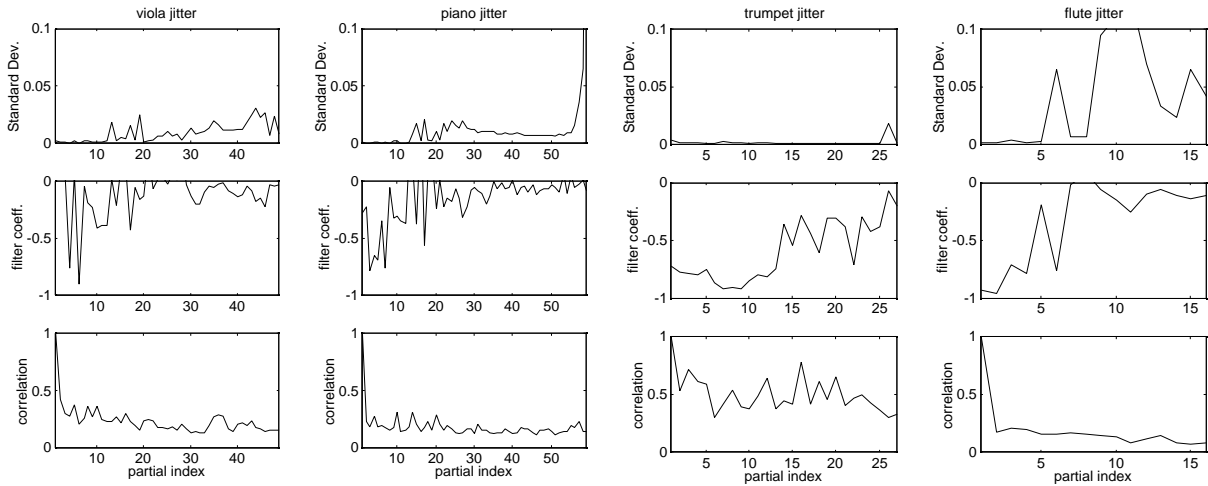 viola jitter
0.1
0.05
0
Standard Dev.
10 20 30 40
0
-0.5
-1
filter coeff.
10 20 30 40
1
0.5
0
correlation
10 20 30 40
partial index
piano jitter
0.1
0.05
0
Standard Dev.
10 20 30 40 50
0
-0.5
-1
filter coeff.
10 20 30 40 50
1
0.5
0
correlation
10 20 30 40 50
partial index
trumpet jitter
0.1
0.05
0
Standard Dev.
5 10 15 20 25
0
-0.5
-1
filter coeff.
5 10 15 20 25
1
0.5
0
correlation
5 10 15 20 25
partial index
flute jitter
0.1
0.05
0
Standard Dev.
5 10 15
0
-0.5
-1
filter coeff.
5 10 15
1
0.5
0
correlation
5 10 15
partial index